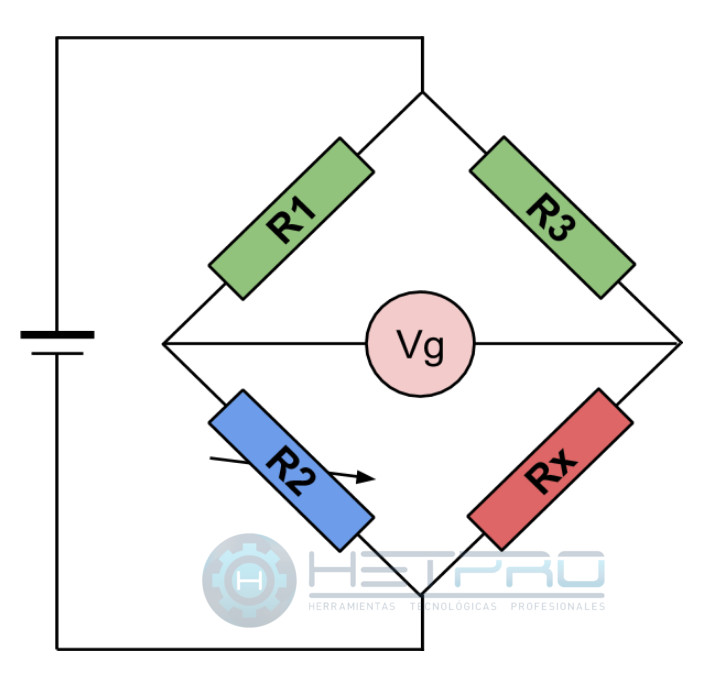 R1
R3
Vg
R2
Rx
H
HETPRO
HERRAMIENTAS TECNOLÓGICAS PROFESIONALES